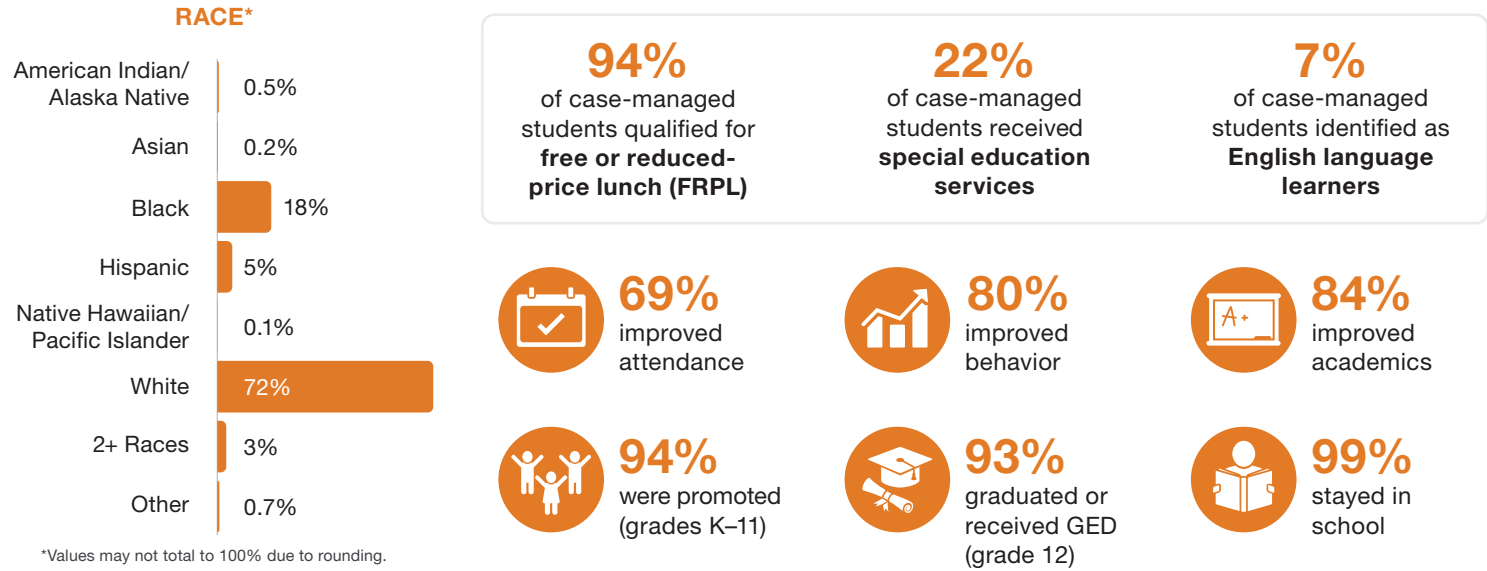 RACE*
American Indian/
Alaska Native
0.5%
Asian
0.2%
Black
18%
Hispanic
5%
Native Hawaiian/
Pacific Islander
0.1%
White
72%
2+ Races
3%
Other
0.7%
*Values may not total to 100% due to rounding.
94%
of case-managed
students qualified for
free or reduced-
price lunch (FRPL)
22%
of case-managed
students received
special education
services
7%
of case-managed
students identified as
English language
learners
69%
improved
attendance
80%
improved
behavior
A+
84%
improved
academics
94%
were promoted
(grades K–11)
93%
graduated or
received GED
(grade 12)
99%
stayed in
school